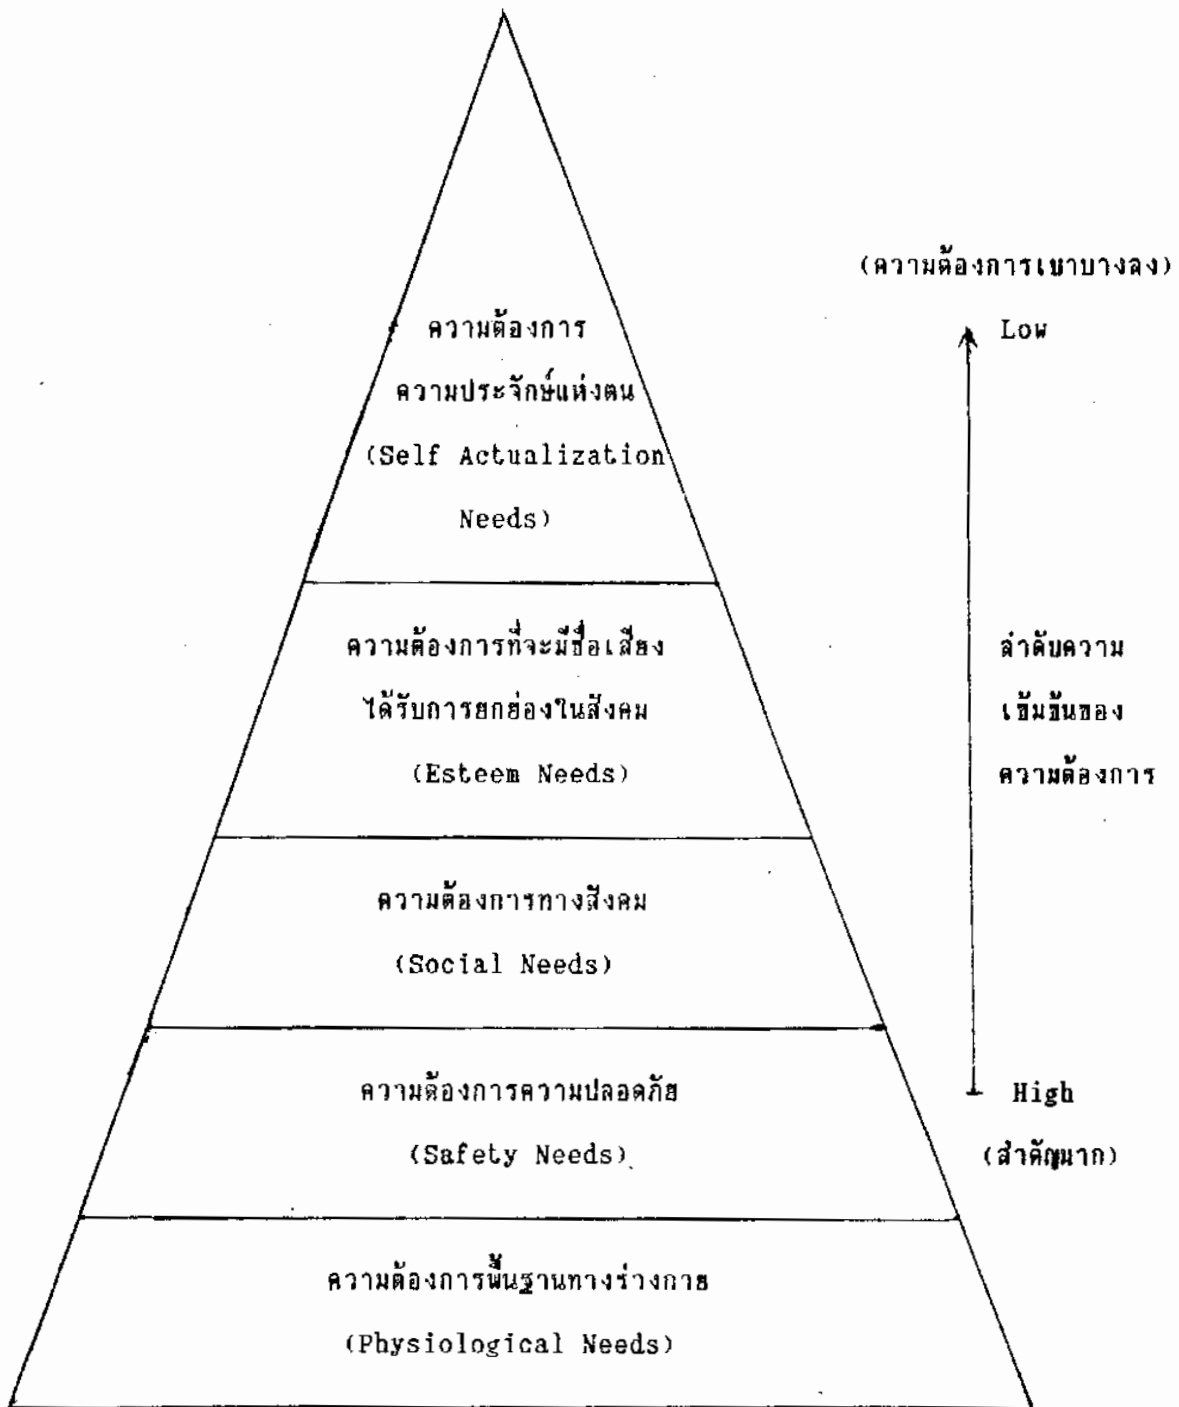 (ความต้องการเบาบางลง)
Low
ความต้องการ
ความประจักษ์แห่งตน
(Self Actualization
Needs)
ความต้องการที่จะมีชื่อเสียง
ได้รับการยกย่องในสังคม
(Esteem Needs)
ลำดับความ
เข้มข้นของ
ความต้องการ
ความต้องการทางสังคม
(Social Needs)
ความต้องการความปลอดภัย
(Safety Needs)
High
(สำคัญมาก)
ความต้องการพื้นฐานทางร่างกาย
(Physiological Needs)